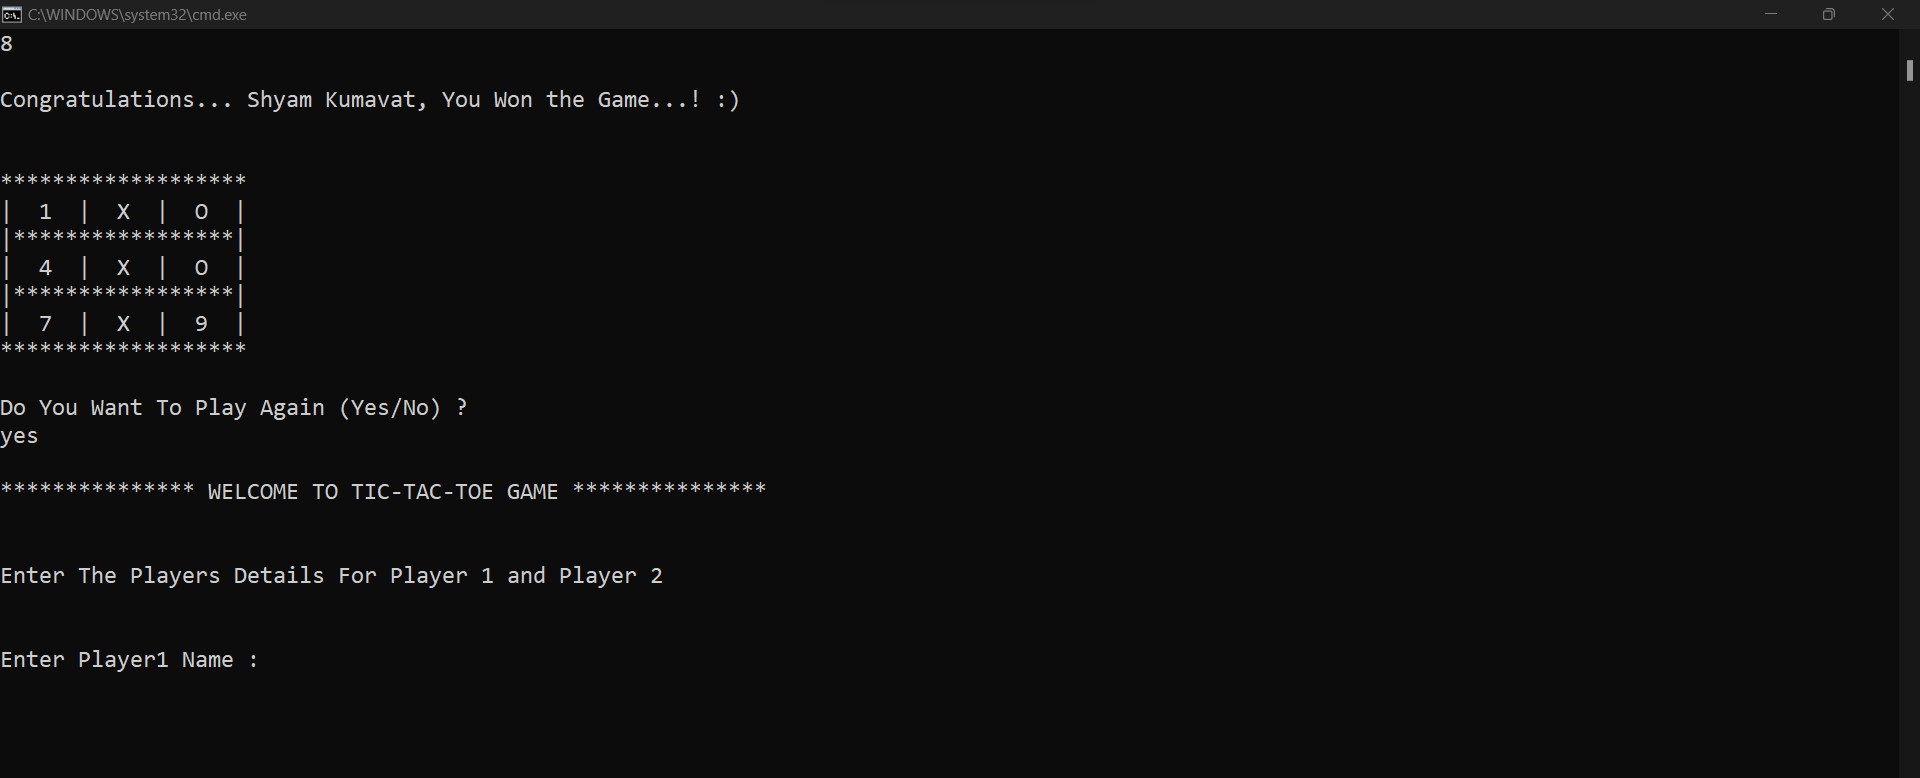 C:\WINDOWS\system32\cmd.exe
8
Congratulations... Shyam Kumavat, You Won the Game...! :)
*******************
|  1  |  X  |  O  |
|*****************|
|  4  |  X  |  O  |
|*****************|
|  7  |  X  |  9  |
*******************
Do You Want To Play Again (Yes/No) ?
yes
*************** WELCOME TO TIC-TAC-TOE GAME ***************
Enter The Players Details For Player 1 and Player 2
Enter Player1 Name :